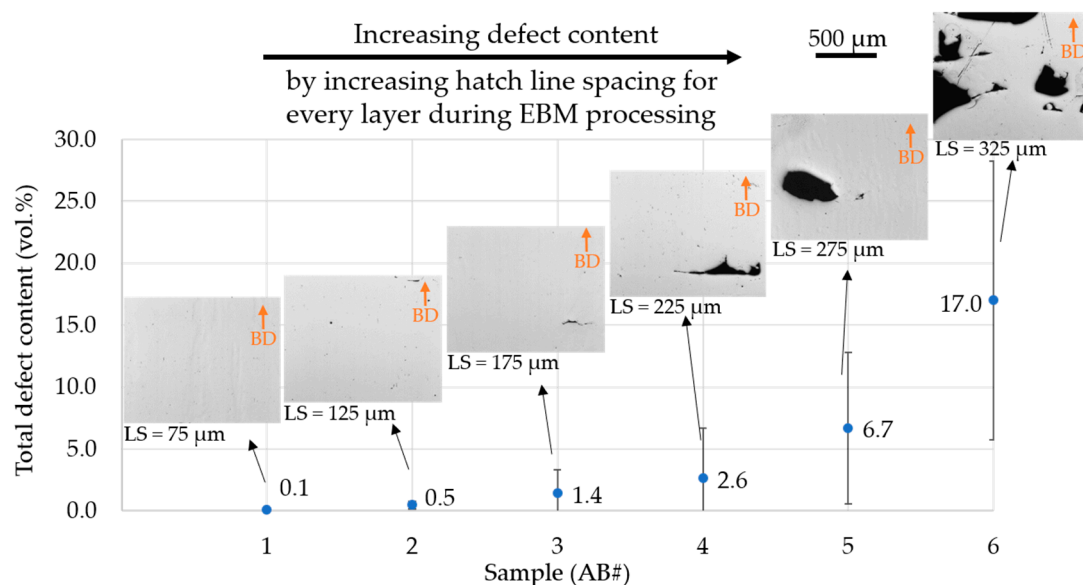 Increasing defect content
by increasing hatch line spacing for
every layer during EBM processing
500 µm
BD
LS = 325 µm
BD
LS = 275 µm
BD
LS = 225 µm
BD
LS = 175 µm
BD
LS = 125 µm
BD
LS = 75 µm
Total defect content (vol.%)
30.0
25.0
20.0
15.0
10.0
5.0
0.0
0.1
0.5
1.4
2.6
6.7
17.0
1
2
3
4
5
6
Sample (AB#)